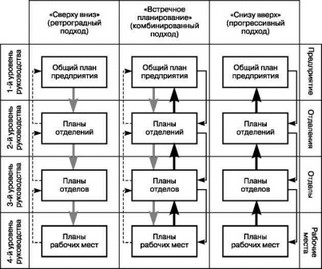 «Сверху вниз»
(ретроградный
подход)
«Встречное
планирование»
(комбинированный
подход)
«Снизу вверх»
(прогрессивный
подход)
1-й уровень
руководства
Общий план
предприятия
Общий план
предприятия
Общий план
предприятия
Предприятие
2-й уровень
руководства
Планы
отделений
Планы
отделений
Планы
отделений
Отделения
3-й уровень
руководства
Планы
отделов
Планы
отделов
Планы
отделов
Отделы
4-й уровень
руководства
Планы
рабочих мест
Планы
рабочих мест
Планы
рабочих мест
Рабочие
места